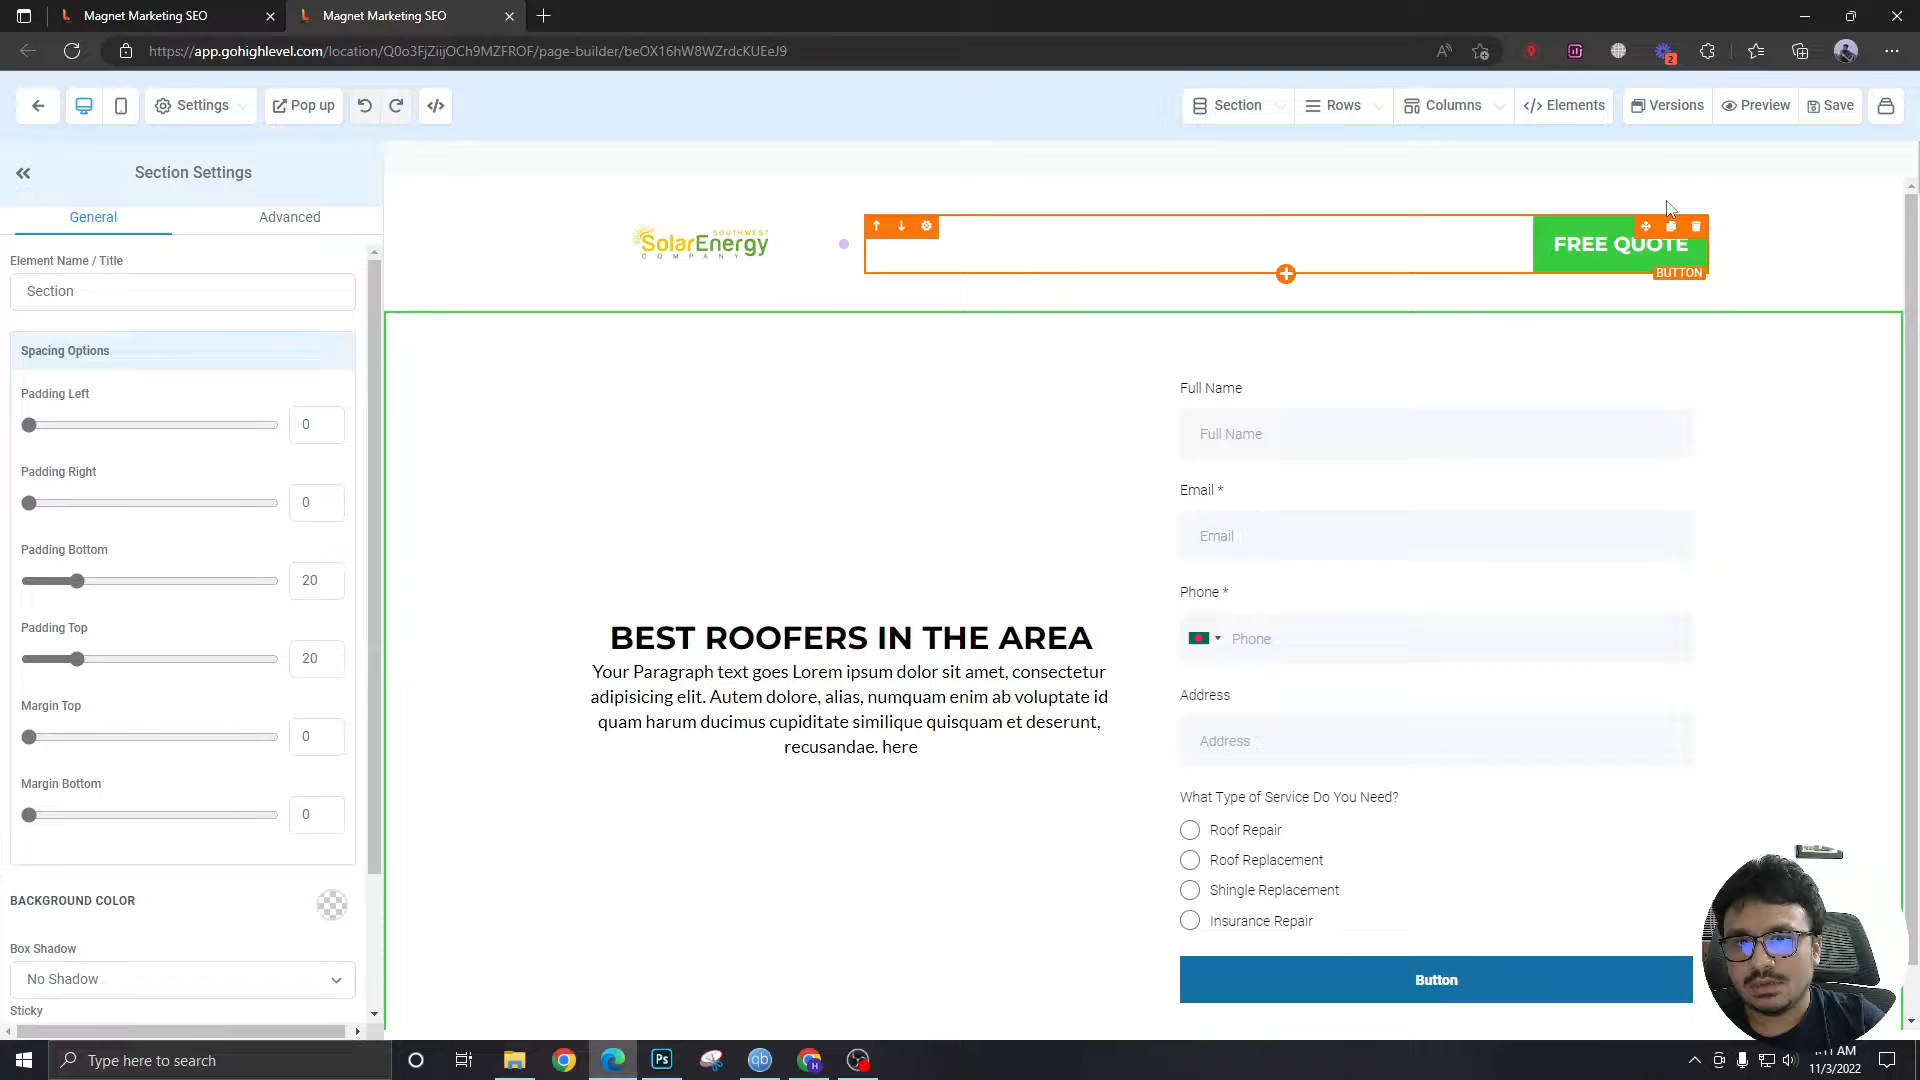 Magnet Marketing SEO
Magnet Marketing SEO
https://app.gohighlevel.com/location/Q0o3FjZiijOCh9MZFROF/page-builder/beOX16hW8WZrdcKUEeJ9
2
Settings
Pop up
Section
Rows
Columns
</> Elements
Versions
Preview
Save
Section Settings
General
Advanced
Element Name / Title
Section
Spacing Options
Padding Left
0
Padding Right
0
Padding Bottom
20
Padding Top
20
Margin Top
0
Margin Bottom
0
BACKGROUND COLOR
Box Shadow
No Shadow
Sticky
SOUTHWEST
SolarEnergy
COMPANY
FREE QUOTE
BUTTON
BEST ROOFERS IN THE AREA
Your Paragraph text goes Lorem ipsum dolor sit amet, consectetur
adipisicing elit. Autem dolore, alias, numquam enim ab voluptate id
quam harum ducimus cupiditate similique quisquam et deserunt,
recusandae. here
Full Name
Full Name
Email *
Email
Phone *
Phone
Address
Address
What Type of Service Do You Need?
Roof Repair
Roof Replacement
Shingle Replacement
Insurance Repair
Button
Type here to search
Ps
qb
H
AM
11/3/2022